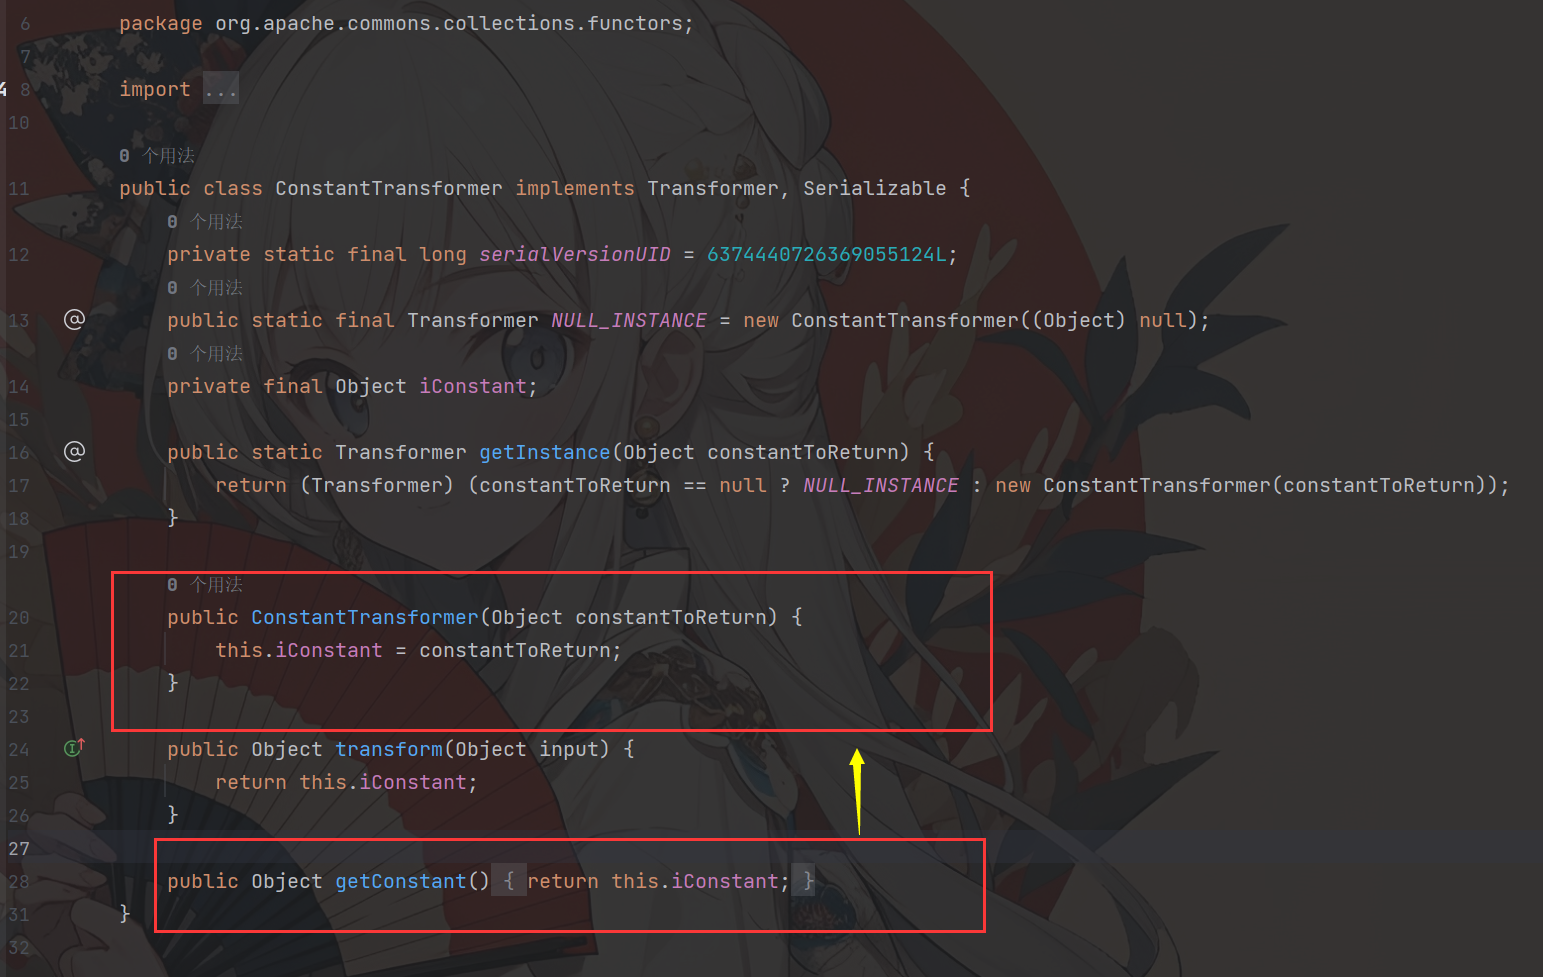 6 package org.apache.commons.collections.functors;
7
4 8 import ...
10
0 个用法
11 public class ConstantTransformer implements Transformer, Serializable {
0 个用法
12 private static final long serialVersionUID = 6374440726369055124L;
0 个用法
13 @ public static final Transformer NULL_INSTANCE = new ConstantTransformer((Object) null);
0 个用法
14 private final Object iConstant;
15
16 @ public static Transformer getInstance(Object constantToReturn) {
17 return (Transformer) (constantToReturn == null ? NULL_INSTANCE : new ConstantTransformer(constantToReturn));
18 }
19
0 个用法
20 public ConstantTransformer(Object constantToReturn) {
21 this.iConstant = constantToReturn;
22 }
23
24 public Object transform(Object input) {
25 return this.iConstant;
26 }
27
28 public Object getConstant() { return this.iConstant; }
31 }
32